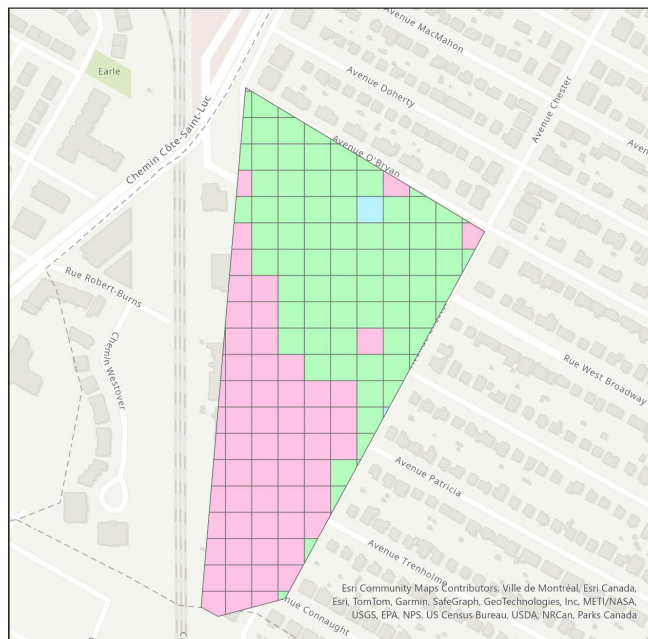 Avenue MacMahon
Earle
Avenue Doherty
Avenue Chester
Chemin Côte-Saint-Luc
Avenue O'Bryan
Aven
Rue Robert-Burns
Chemin Westover
Rue West Broadway
Avenue Patricia
Avenue Trenholme
nue Connaught
Esri Community Maps Contributors, Ville de Montréal, Esri Canada,
Esri, TomTom, Garmin, SafeGraph, GeoTechnologies, Inc, METI/NASA,
USGS, EPA, NPS, US Census Bureau, USDA, NRCan, Parks Canada